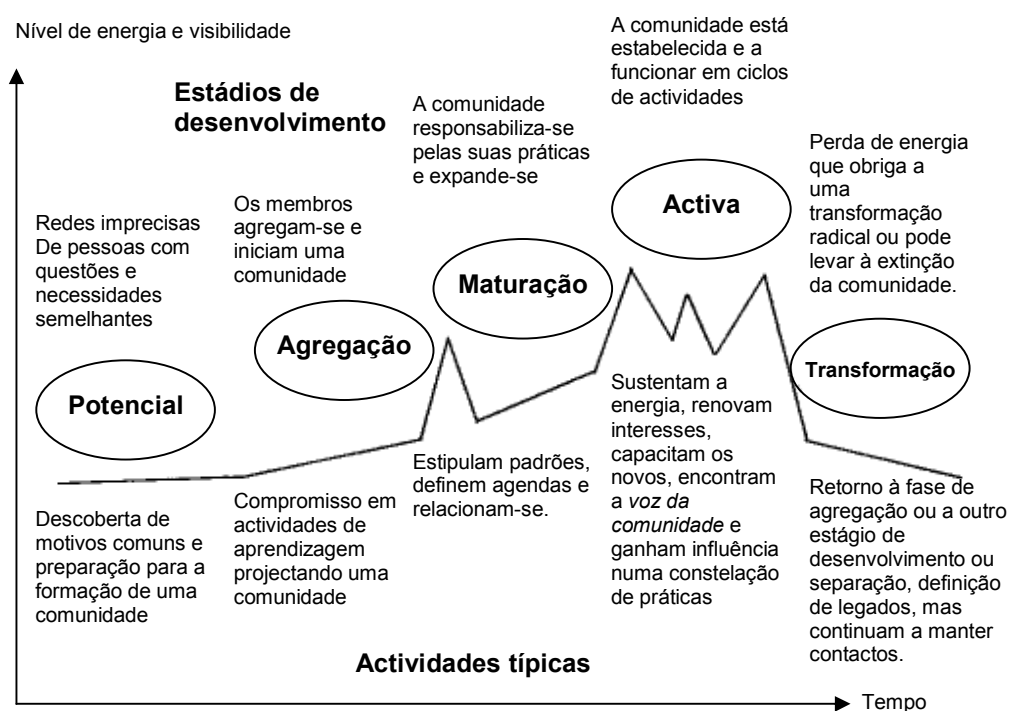 Nível de energia e visibilidade
Estádios de
desenvolvimento
Redes imprecisas
De pessoas com
questões e
necessidades
semelhantes
Potencial
Descoberta de
motivos comuns e
preparação para a
formação de uma
comunidade
Os membros
agregam-se e
iniciam uma
comunidade
Agregação
Compromisso em
actividades de
aprendizagem
projectando uma
comunidade
A comunidade
responsabiliza-se
pelas suas práticas
e expande-se
Maturação
Estipulam padrões,
definem agendas e
relacionam-se.
A comunidade está
estabelecida e a
funcionar em ciclos
de actividades
Activa
Sustentam a
energia, renovam
interesses,
capacitam os
novos, encontram
a voz da
comunidade e
ganham influência
numa constelação
de práticas
Perda de energia
que obriga a
uma
transformação
radical ou pode
levar à extinção
da comunidade.
Transformação
Retorno à fase de
agregação ou a outro
estágio de
desenvolvimento ou
separação, definição
de legados, mas
continuam a manter
contactos.
Actividades típicas
Tempo